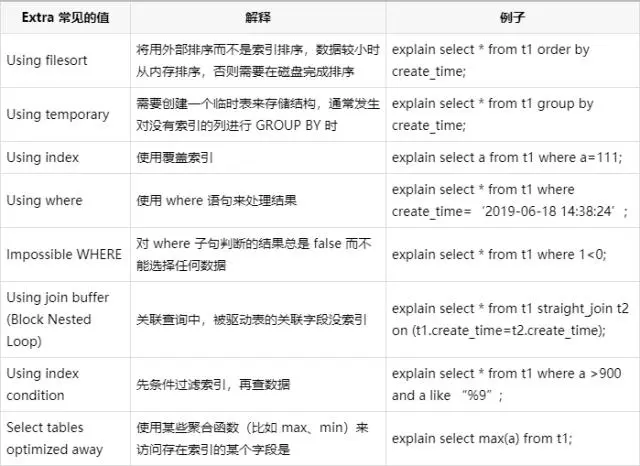 Extra 常见的值
解释
例子
Using filesort
将用外部排序而不是索引排序，数据较小时
从内存排序，否则需要在磁盘完成排序
explain select * from t1 order by
create_time;
Using temporary
需要创建一个临时表来存储结构，通常发生
对没有索引的列进行 GROUP BY 时
explain select * from t1 group by
create_time;
Using index
使用覆盖索引
explain select a from t1 where a=111;
Using where
使用 where 语句来处理结果
explain select * from t1 where
create_time=‘2019-06-18 14:38:24’;
Impossible WHERE
对 where 子句判断的结果总是 false 而不
能选择任何数据
explain select * from t1 where 1<0;
Using join buffer
(Block Nested
Loop)
关联查询中，被驱动表的关联字段没索引
explain select * from t1 straight_join t2
on (t1.create_time=t2.create_time);
Using index
condition
先条件过滤索引，再查数据
explain select * from t1 where a >900
and a like “%9”;
Select tables
optimized away
使用某些聚合函数（比如 max、min）来
访问存在索引的某个字段是
explain select max(a) from t1;